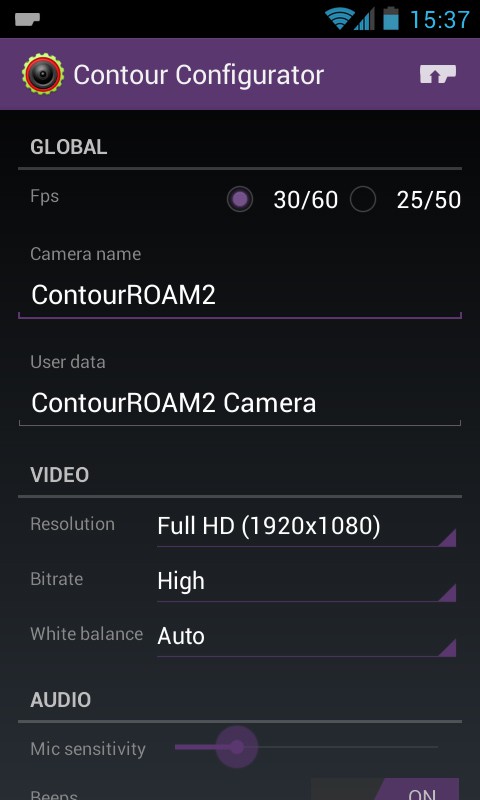 15:37
Contour Configurator
GLOBAL
Fps 30/60 25/50
Camera name
ContourROAM2
User data
ContourROAM2 Camera
VIDEO
Resolution Full HD (1920x1080)
Bitrate High
White balance Auto
AUDIO
Mic sensitivity
Beeps ON